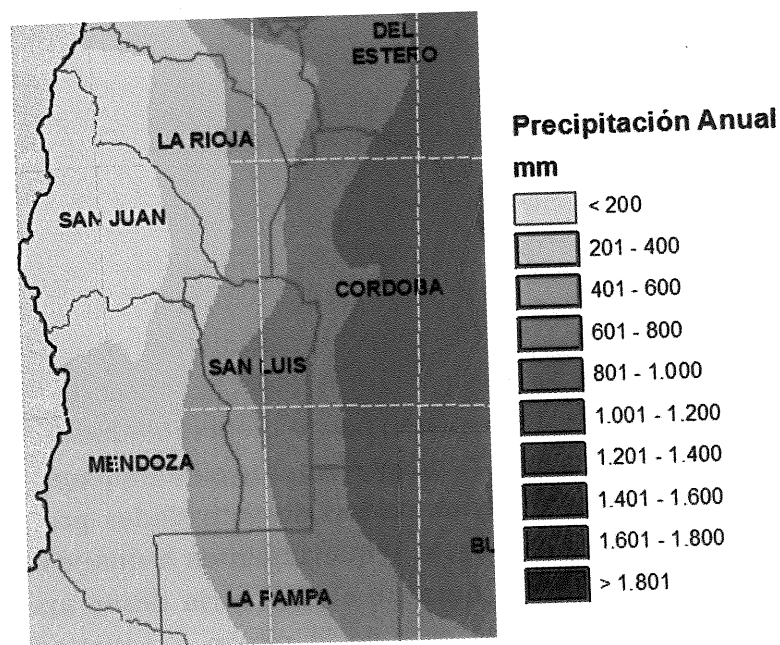 DEL
ESTERO
LA RIOJA
SAN JUAN
CORDOBA
SAN LUIS
MENDOZA
BU
LA PAMPA
Precipitación Anual
mm
< 200
201 - 400
401 - 600
601 - 800
801 - 1.000
1.001 - 1.200
1.201 - 1.400
1.401 - 1.600
1.601 - 1.800
> 1.801